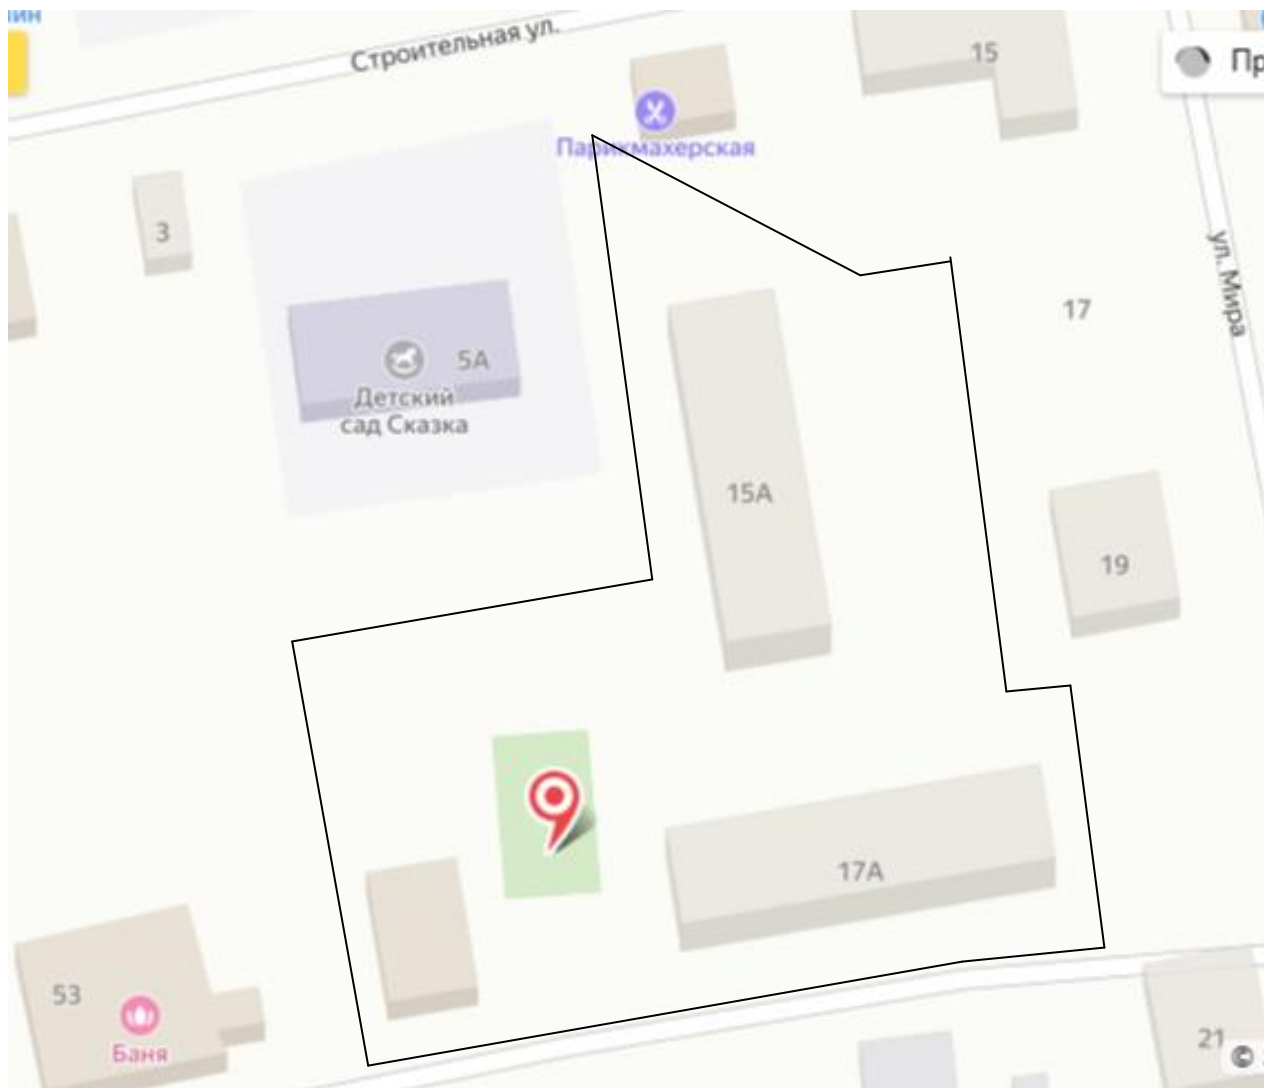 Строительная ул.
15
Парикмахерская
3
ул. Мира
17
5А
Детский
сад Сказка
15А
19
17А
53
Баня
21
©